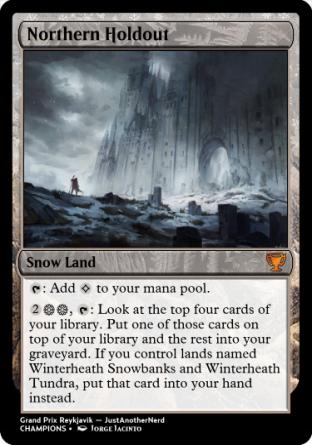 Northern Holdout
Snow Land
: Add to your mana pool.
2 , : Look at the top four cards of
your library. Put one of those cards on
top of your library and the rest into your
graveyard. If you control lands named
Winterheath Snowbanks and Winterheath
Tundra, put that card into your hand
instead.
Grand Prix Reykjavik — JustAnotherNerd
CHAMPIONS • Jorge Jacinto